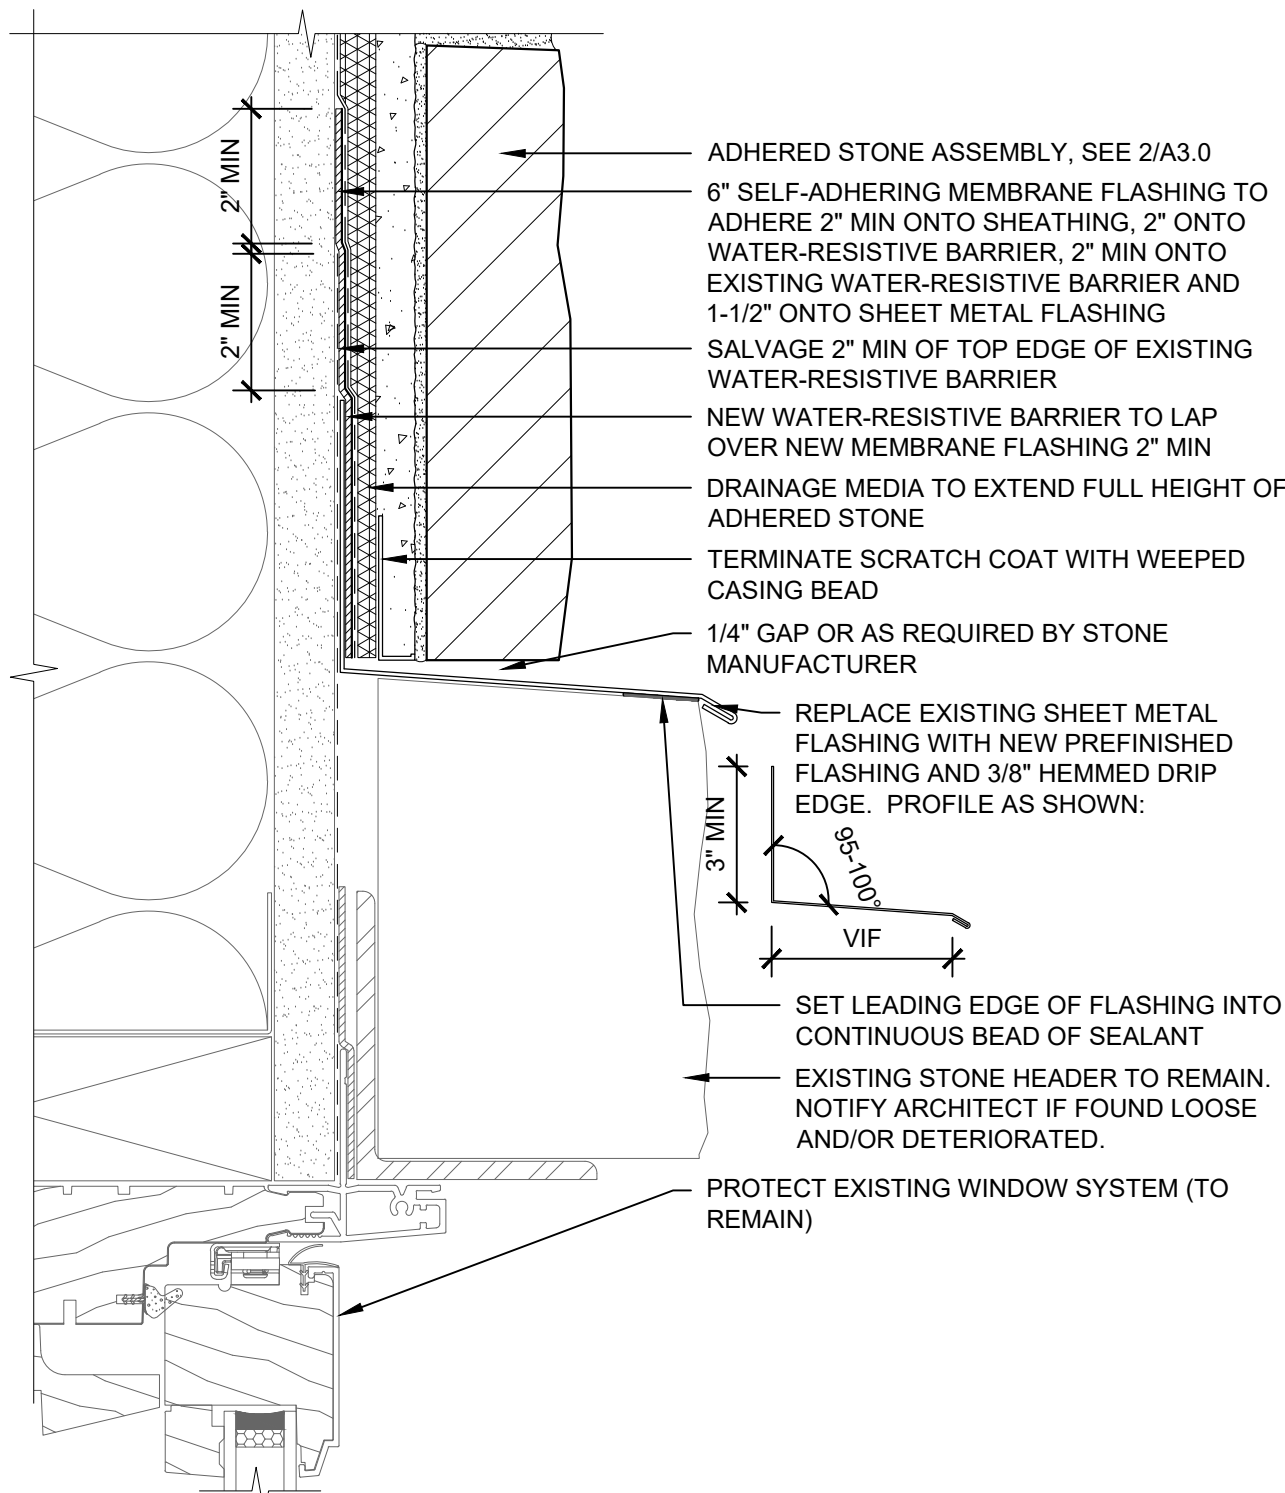 ADHERED STONE ASSEMBLY, SEE 2/A3.0
6" SELF-ADHERING MEMBRANE FLASHING TO
ADHERE 2" MIN ONTO SHEATHING, 2" ONTO
WATER-RESISTIVE BARRIER, 2" MIN ONTO
EXISTING WATER-RESISTIVE BARRIER AND
1-1/2" ONTO SHEET METAL FLASHING
SALVAGE 2" MIN OF TOP EDGE OF EXISTING
WATER-RESISTIVE BARRIER
NEW WATER-RESISTIVE BARRIER TO LAP
OVER NEW MEMBRANE FLASHING 2" MIN
DRAINAGE MEDIA TO EXTEND FULL HEIGHT OF
ADHERED STONE
TERMINATE SCRATCH COAT WITH WEEPED
CASING BEAD
1/4" GAP OR AS REQUIRED BY STONE
MANUFACTURER
REPLACE EXISTING SHEET METAL
FLASHING WITH NEW PREFINISHED
FLASHING AND 3/8" HEMMED DRIP
EDGE. PROFILE AS SHOWN:
2" MIN
2" MIN
3" MIN
95-100°
VIF
SET LEADING EDGE OF FLASHING INTO
CONTINUOUS BEAD OF SEALANT
EXISTING STONE HEADER TO REMAIN.
NOTIFY ARCHITECT IF FOUND LOOSE
AND/OR DETERIORATED.
PROTECT EXISTING WINDOW SYSTEM (TO
REMAIN)